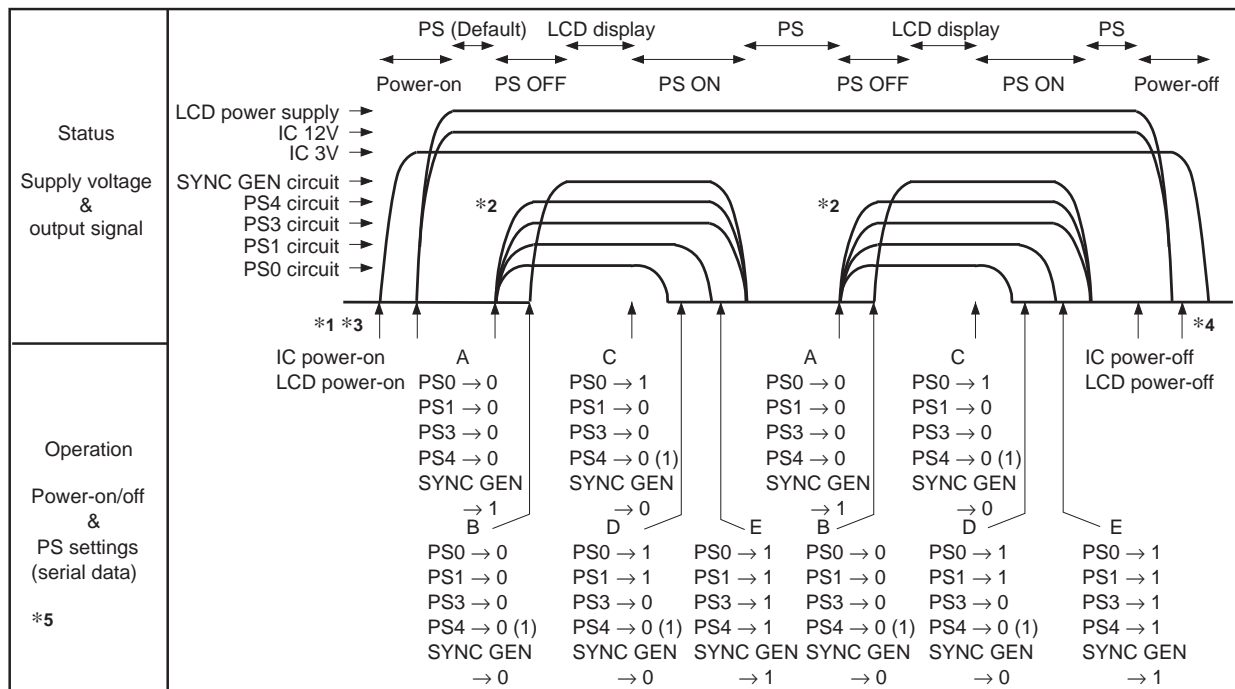 PS (Default) LCD display PS LCD display PS
Power-on PS OFF PS ON PS OFF PS ON Power-off
Status
Supply voltage
&
output signal
LCD power supply
IC 12V
IC 3V
SYNC GEN circuit
PS4 circuit
PS3 circuit
PS1 circuit
PS0 circuit
*2 *2
*1 *3 *4
IC power-on A C A C IC power-off
LCD power-on PS0 → 0 PS0 → 1 PS0 → 0 PS0 → 1 LCD power-off
PS1 → 0 PS1 → 0 PS1 → 0 PS1 → 0
PS3 → 0 PS3 → 0 PS3 → 0 PS3 → 0
PS4 → 0 PS4 → 0 (1) PS4 → 0 PS4 → 0 (1)
SYNC GEN SYNC GEN SYNC GEN SYNC GEN
→ 1 → 0 → 1 → 0
Operation
Power-on/off
&
PS settings
(serial data)
*5
B D E B D E
PS0 → 0 PS0 → 1 PS0 → 1 PS0 → 0 PS0 → 1 PS0 → 1
PS1 → 0 PS1 → 1 PS1 → 1 PS1 → 0 PS1 → 1 PS1 → 1
PS3 → 0 PS3 → 0 PS3 → 1 PS3 → 0 PS3 → 0 PS3 → 1
PS4 → 0 (1) PS4 → 0 (1) PS4 → 1 PS4 → 0 (1) PS4 → 0 (1) PS4 → 1
SYNC GEN SYNC GEN SYNC GEN SYNC GEN SYNC GEN SYNC GEN
→ 0 → 0 → 1 → 0 → 0 → 1